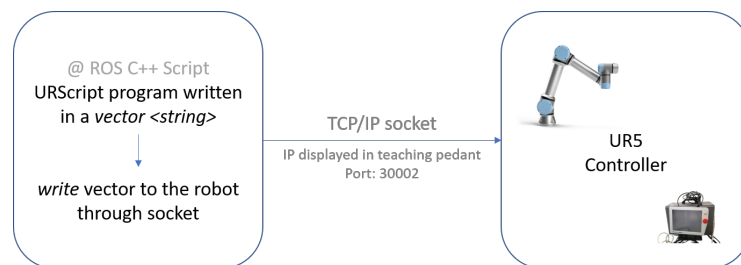 @ ROS C++ Script
URScript program written
in a vector <string>
write vector to the robot
through socket
TCP/IP socket
IP displayed in teaching pedant
Port: 30002
UR5
Controller